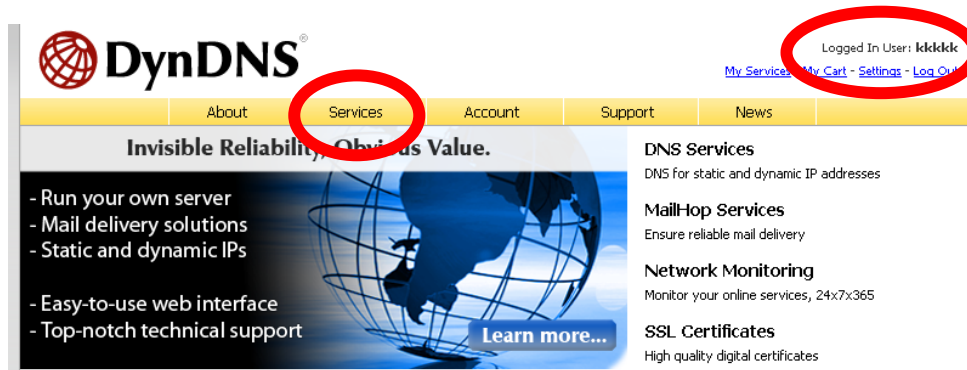 DynDNS®
Logged In User: kkkkk
My Services - My Cart - Settings - Log Out
About Services Account Support News
Invisible Reliability, Obvious Value.
- Run your own server
- Mail delivery solutions
- Static and dynamic IPs
- Easy-to-use web interface
- Top-notch technical support
Learn more...
DNS Services
DNS for static and dynamic IP addresses
MailHop Services
Ensure reliable mail delivery
Network Monitoring
Monitor your online services, 24x7x365
SSL Certificates
High quality digital certificates